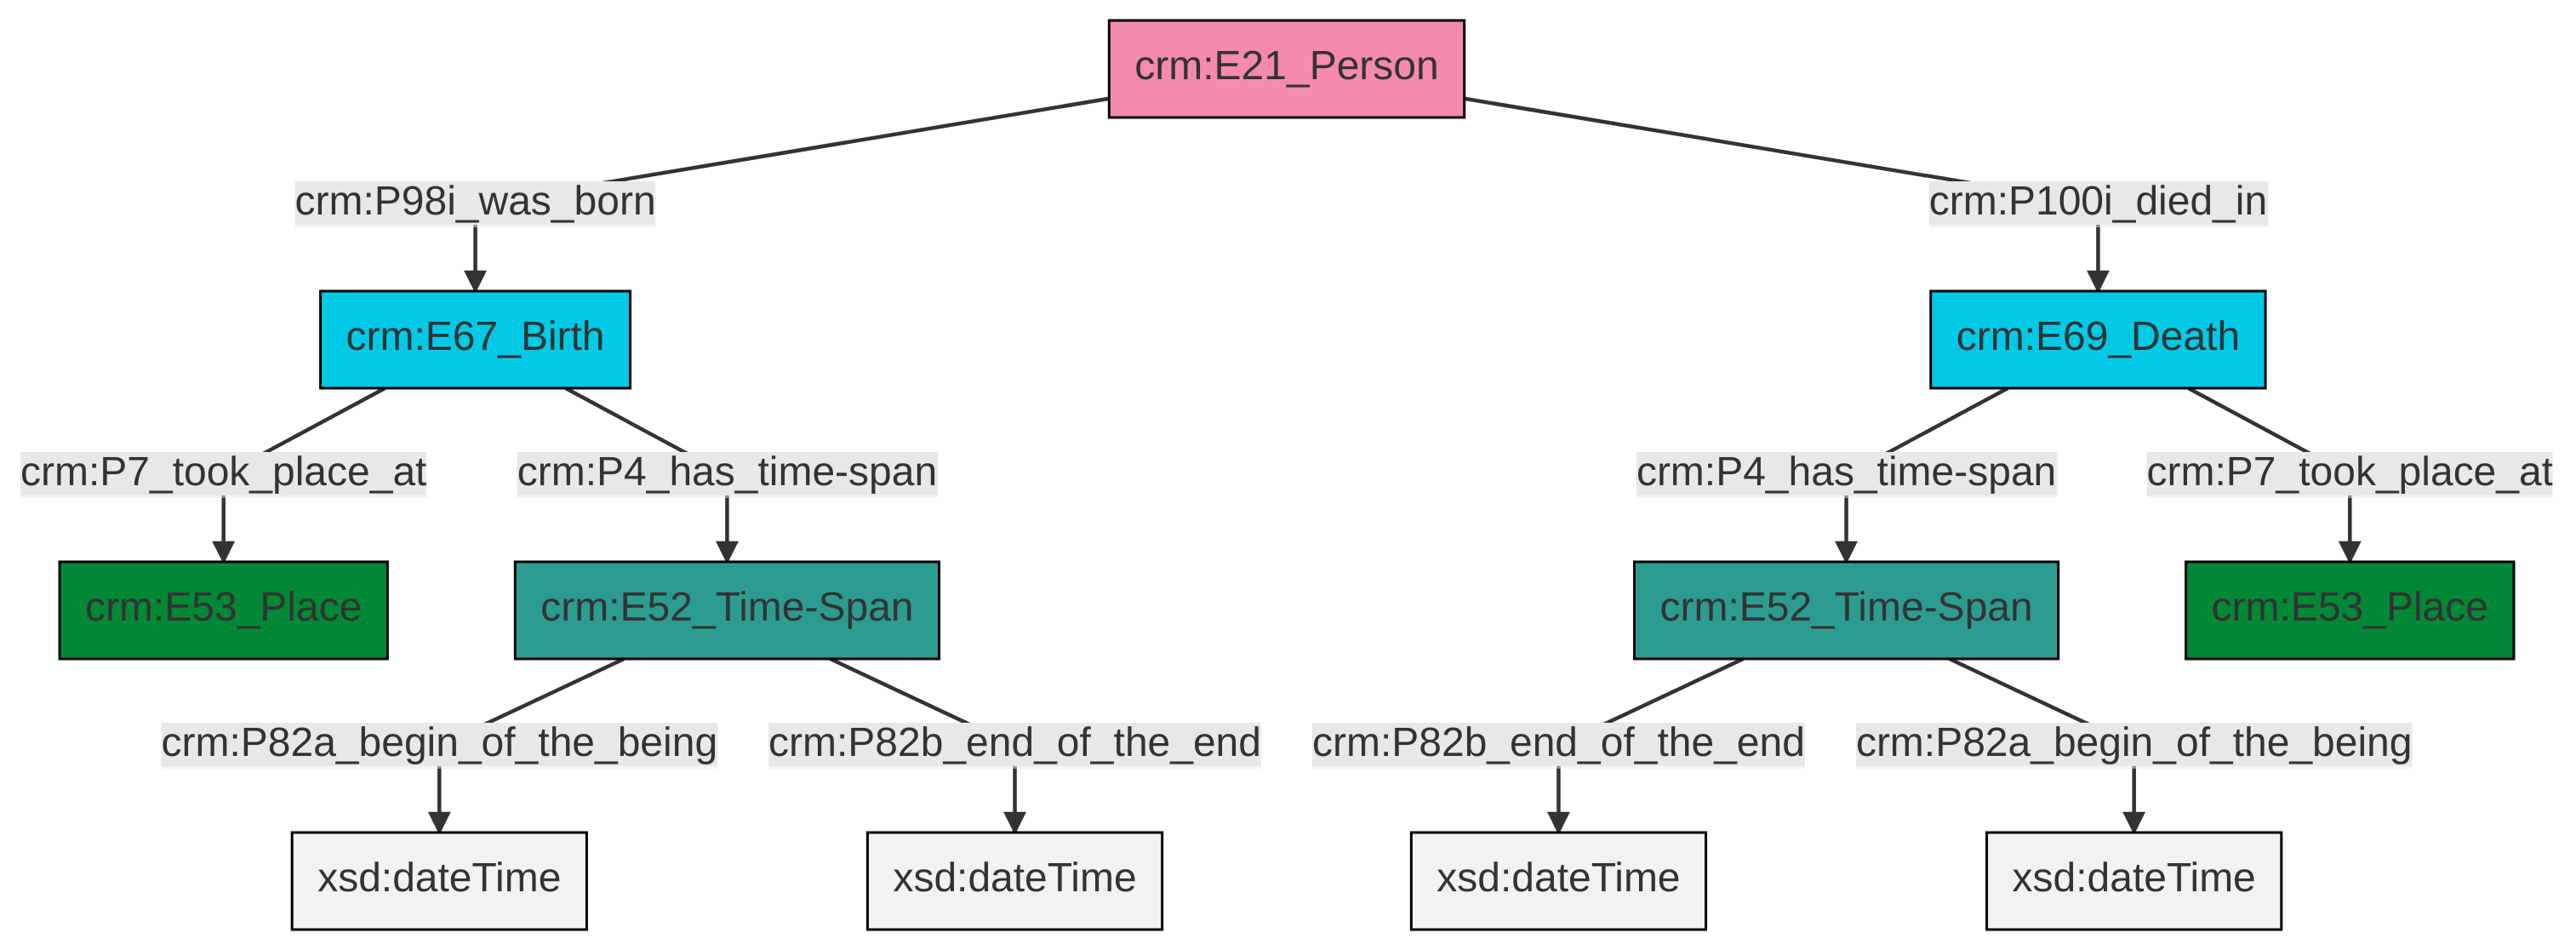 crm:E21_Person
crm:P98i_was_born
crm:P100i_died_in
crm:E67_Birth
crm:E69_Death
crm:P7_took_place_at
crm:P4_has_time-span
crm:P4_has_time-span
crm:P7_took_place_at
crm:E53_Place
crm:E52_Time-Span
crm:E52_Time-Span
crm:E53_Place
crm:P82a_begin_of_the_being
crm:P82b_end_of_the_end
crm:P82b_end_of_the_end
crm:P82a_begin_of_the_being
xsd:dateTime
xsd:dateTime
xsd:dateTime
xsd:dateTime